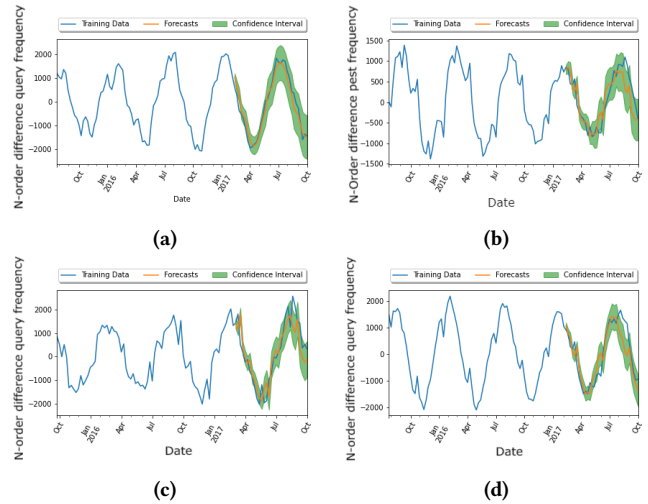 Training Data Forecasts Confidence Interval
N-order difference query frequency
2000
1000
0
−1000
−2000
Oct Jan 2016 Apr Jul Oct Jan 2017 Apr Jul Oct
Date
(a)
Training Data Forecasts Confidence Interval
N-Order difference pest frequency
1500
1000
500
0
−500
−1000
−1500
Oct Jan 2016 Apr Jul Oct Jan 2017 Apr Jul Oct
Date
(b)
Training Data Forecasts Confidence Interval
N-order difference query frequency
2000
1000
0
−1000
−2000
Oct Jan 2016 Apr Jul Oct Jan 2017 Apr Jul Oct
Date
(c)
Training Data Forecasts Confidence Interval
N-order difference query frequency
2000
1000
0
−1000
−2000
Oct Jan 2016 Apr Jul Oct Jan 2017 Apr Jul Oct
Date
(d)